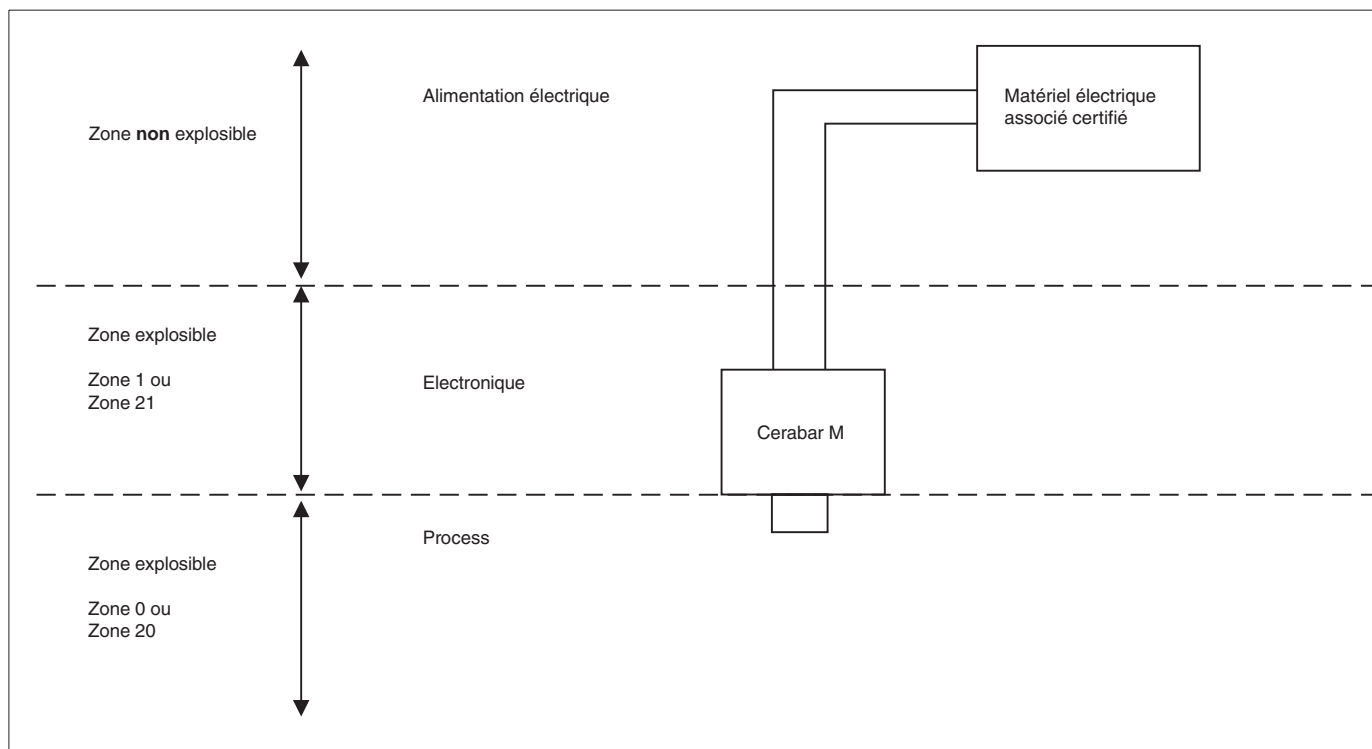 Alimentation électrique
Matériel électrique
associé certifié
Zone non explosible
Zone explosible
Zone 1 ou
Zone 21
Electronique
Cerabar M
Process
Zone explosible
Zone 0 ou
Zone 20